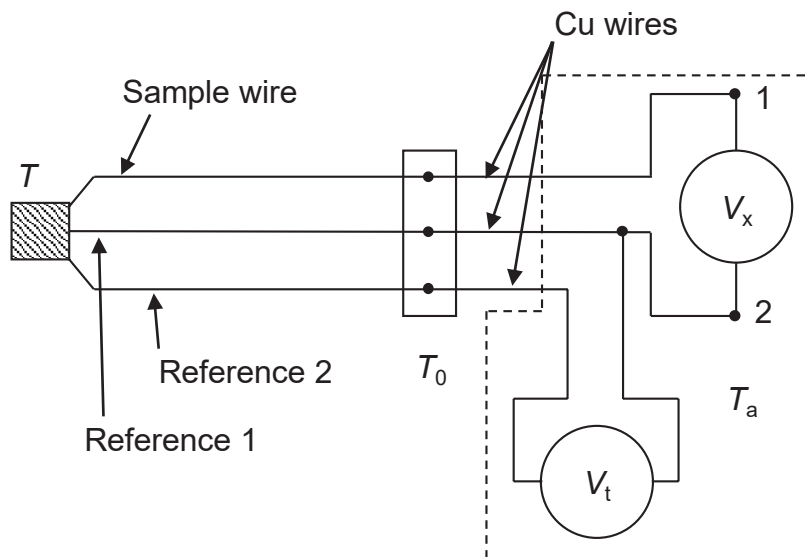 Cu wires
Sample wire
1
T
Vx
2
Reference 2
T0
Ta
Reference 1
Vt